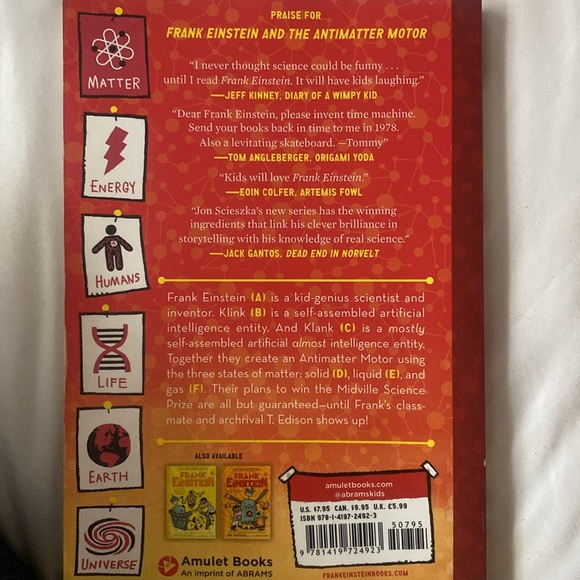 PRAISE FOR
FRANK EINSTEIN AND THE ANTIMATTER MOTOR
“I never thought science could be funny . . .
until I read Frank Einstein. It will have kids laughing.”
—JEFF KINNEY, DIARY OF A WIMPY KID
“Dear Frank Einstein, please invent time machine.
Send your books back in time to me in 1978.
Also a levitating skateboard. —Tommy”
—TOM ANGLEBERGER, ORIGAMI YODA
“Kids will love Frank Einstein.”
—EOIN COLFER, ARTEMIS FOWL
“Jon Scieszka’s new series has the winning
ingredients that link his clever brilliance in
storytelling with his knowledge of real science.”
—JACK GANTOS, DEAD END IN NORVELT
MATTER
ENERGY
HUMANS
LIFE
EARTH
UNIVERSE
Frank Einstein (A) is a kid-genius scientist and
inventor. Klink (B) is a self-assembled artificial
intelligence entity. And Klank (C) is a mostly
self-assembled artificial almost intelligence entity.
Together they create an Antimatter Motor using
the three states of matter: solid (D), liquid (E), and
gas (F). Their plans to win the Midville Science
Prize are all but guaranteed—until Frank’s class-
mate and archrival T. Edison shows up!
ALSO AVAILABLE
FRANK
EINSTEIN
FRANK
EINSTEIN
Amulet Books
An imprint of ABRAMS
amuletbooks.com
@abramskids
U.S. $7.95 CAN. $9.95 U.K. £5.99
ISBN 978-1-4197-2492-3
50795
9 781419 724923
FRANKEINSTEINBOOKS.COM